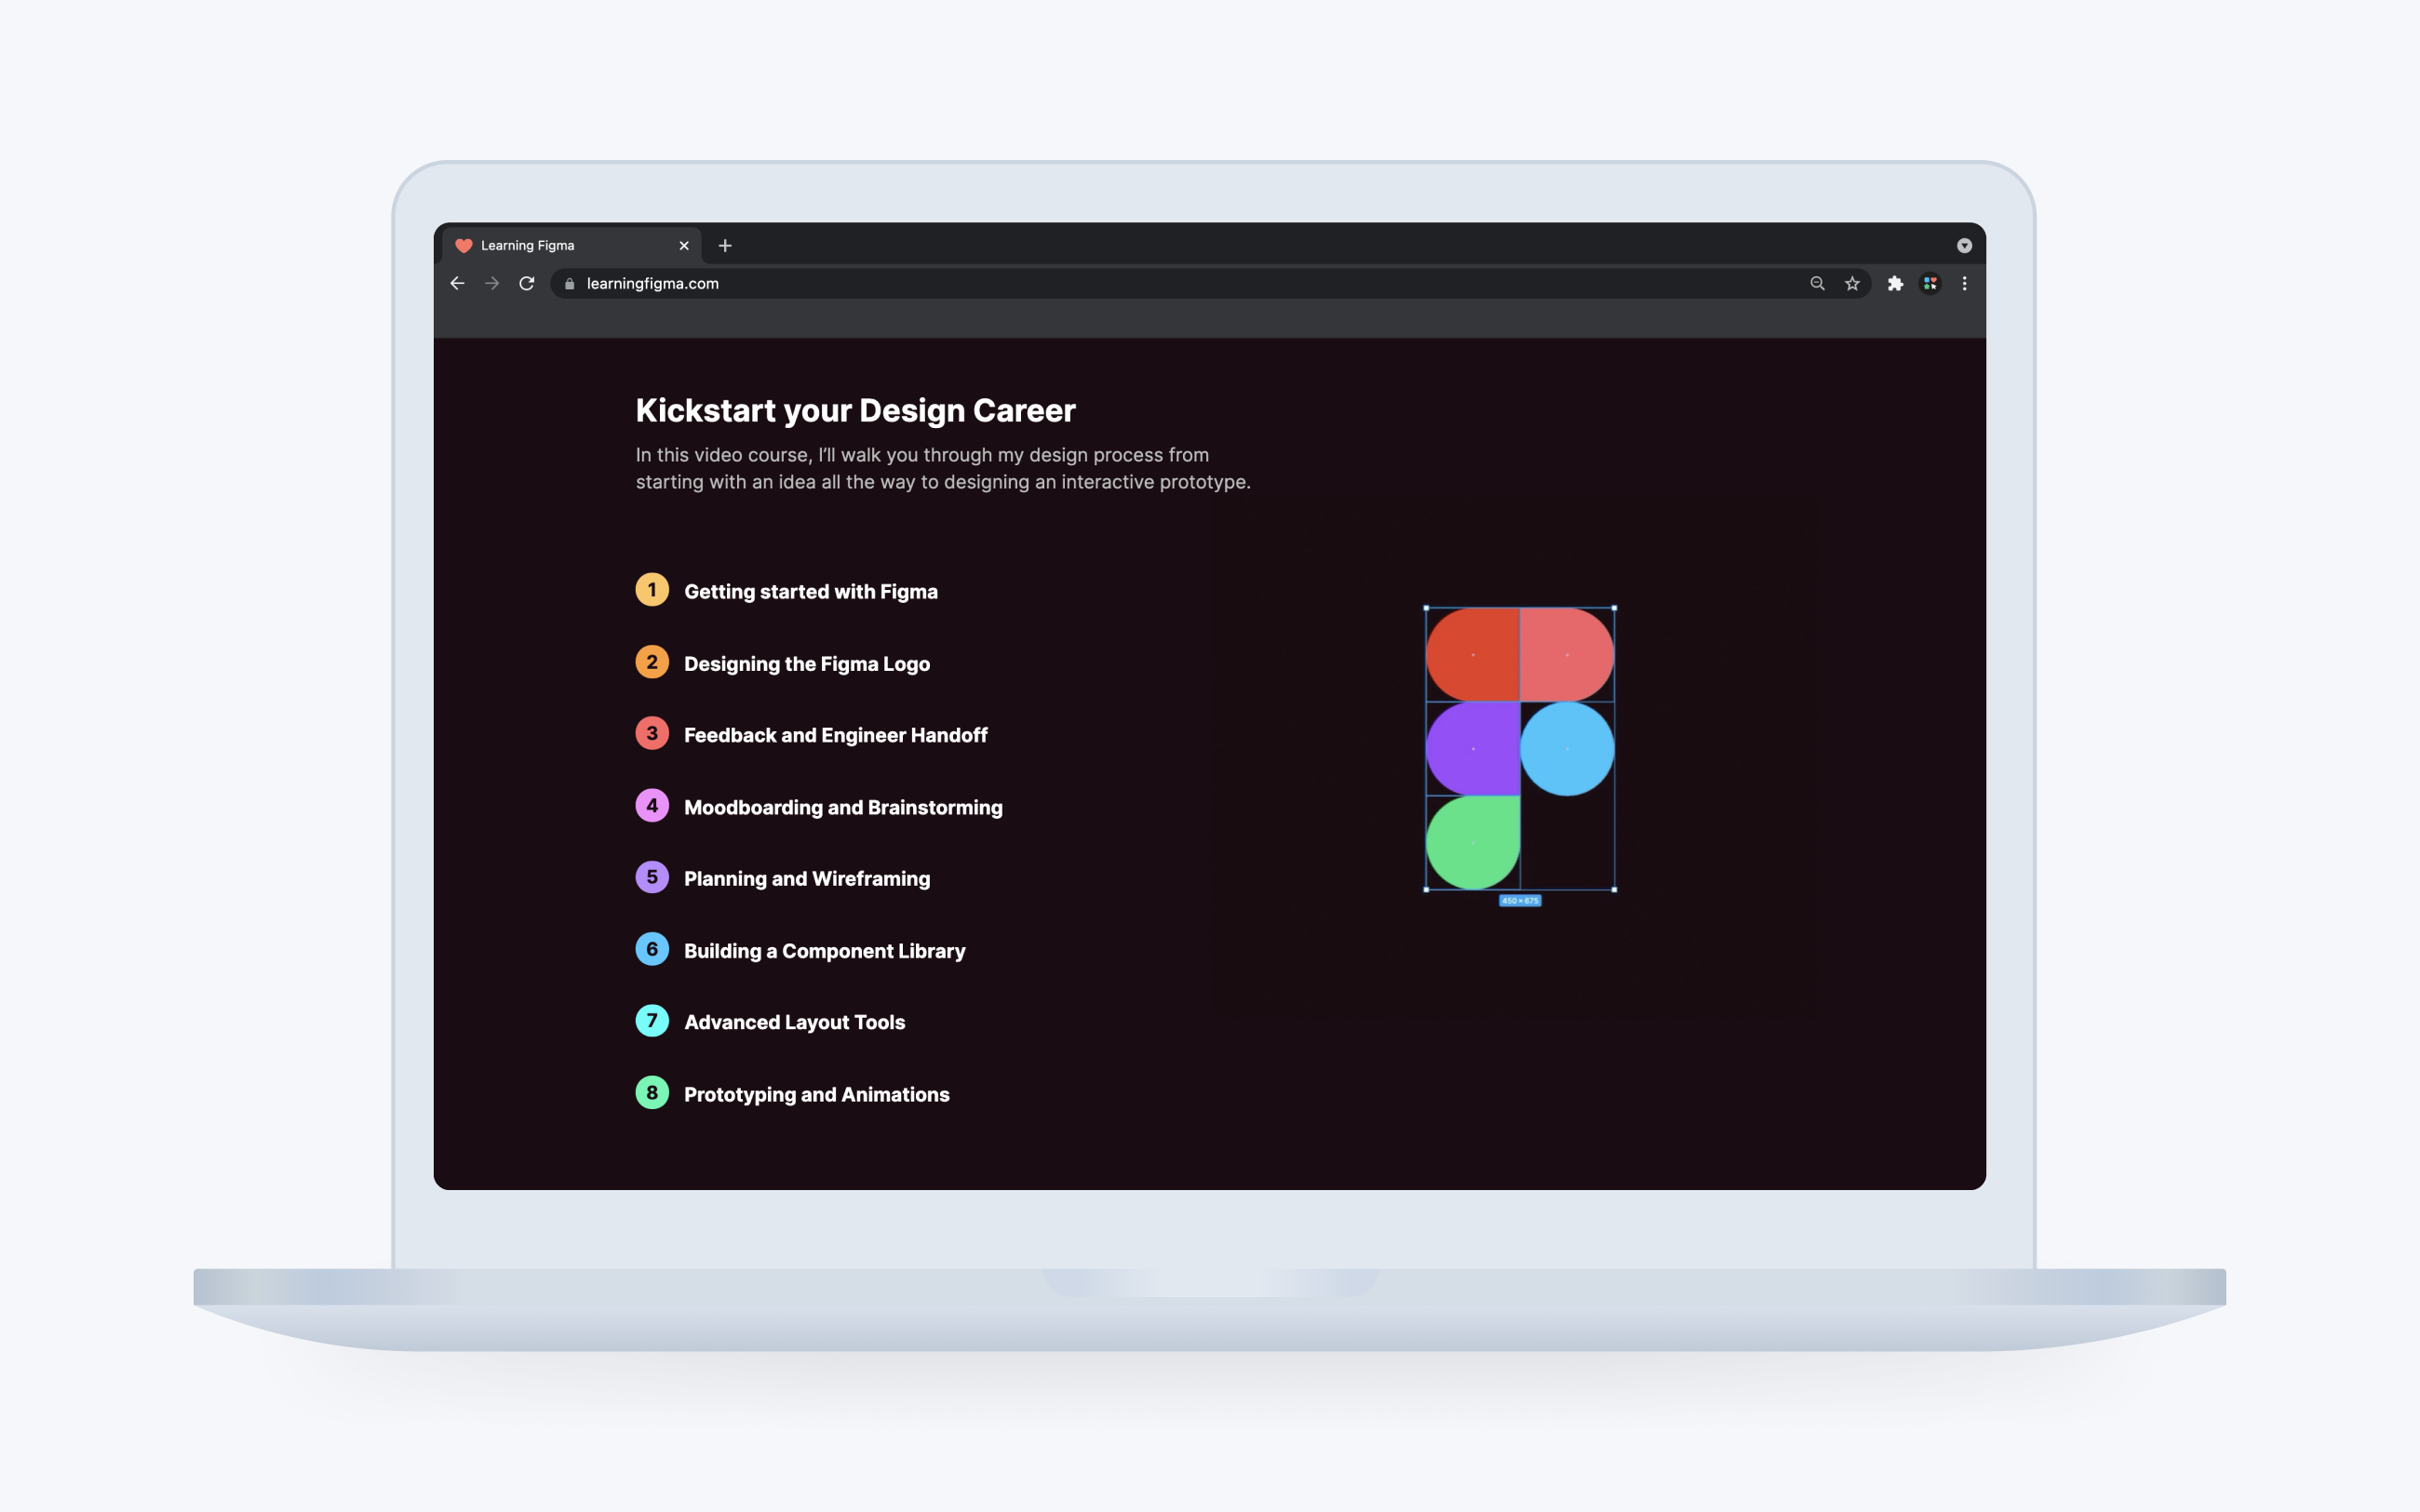 Learning Figma
learningfigma.com
Kickstart your Design Career
In this video course, I'll walk you through my design process from
starting with an idea all the way to designing an interactive prototype.
1 Getting started with Figma
2 Designing the Figma Logo
3 Feedback and Engineer Handoff
4 Moodboarding and Brainstorming
5 Planning and Wireframing
6 Building a Component Library
7 Advanced Layout Tools
8 Prototyping and Animations
450 × 675